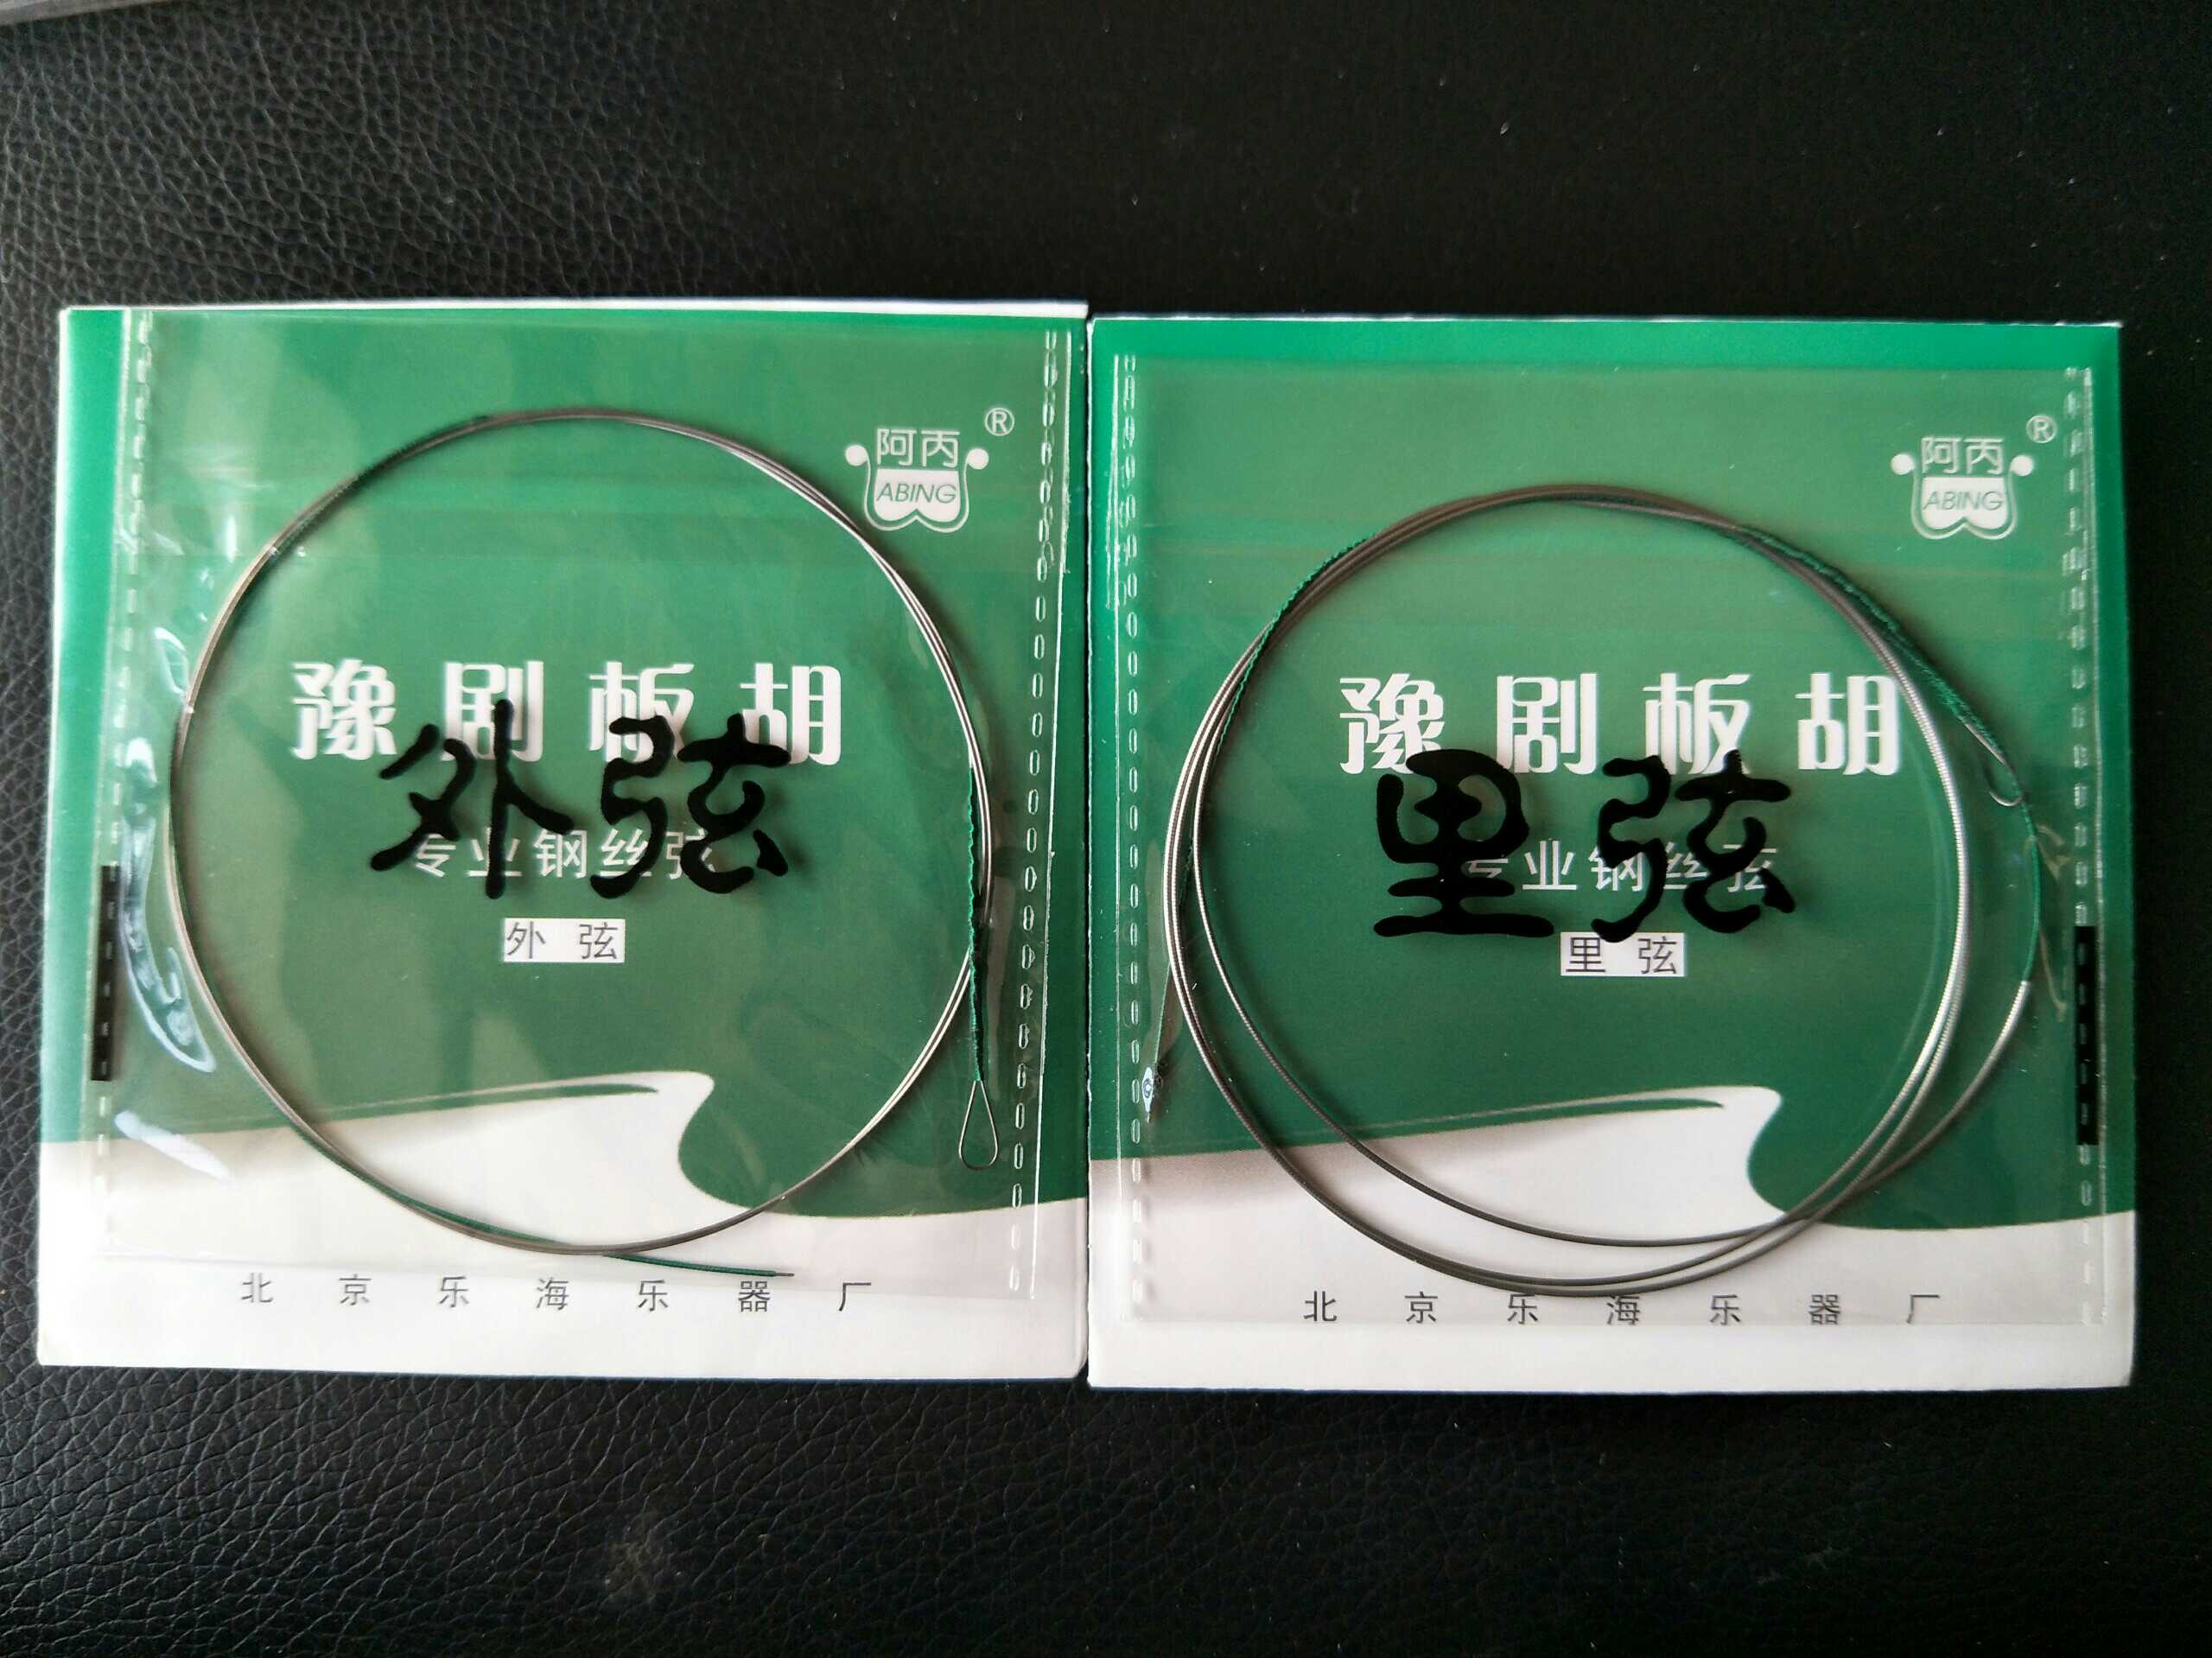 阿丙®
ABING
豫剧板胡
外弦
专业钢丝弦
外弦
北京乐海乐器厂
阿丙®
ABING
豫剧板胡
里弦
专业钢丝弦
里弦
北京乐海乐器厂